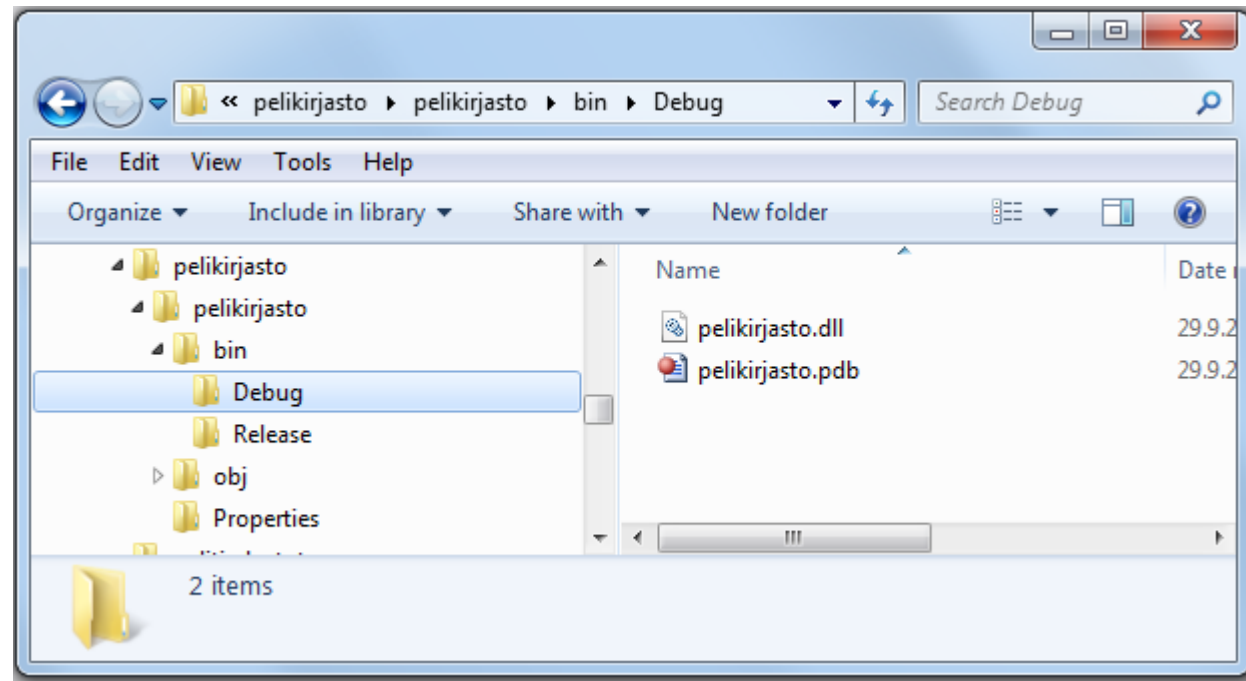 « pelikirjasto ▸ pelikirjasto ▸ bin ▸ Debug
Search Debug
File Edit View Tools Help
Organize Include in library Share with New folder
pelikirjasto
pelikirjasto
bin
Debug
Release
obj
Properties
Name Date
pelikirjasto.dll 29.9.2
pelikirjasto.pdb 29.9.2
2 items